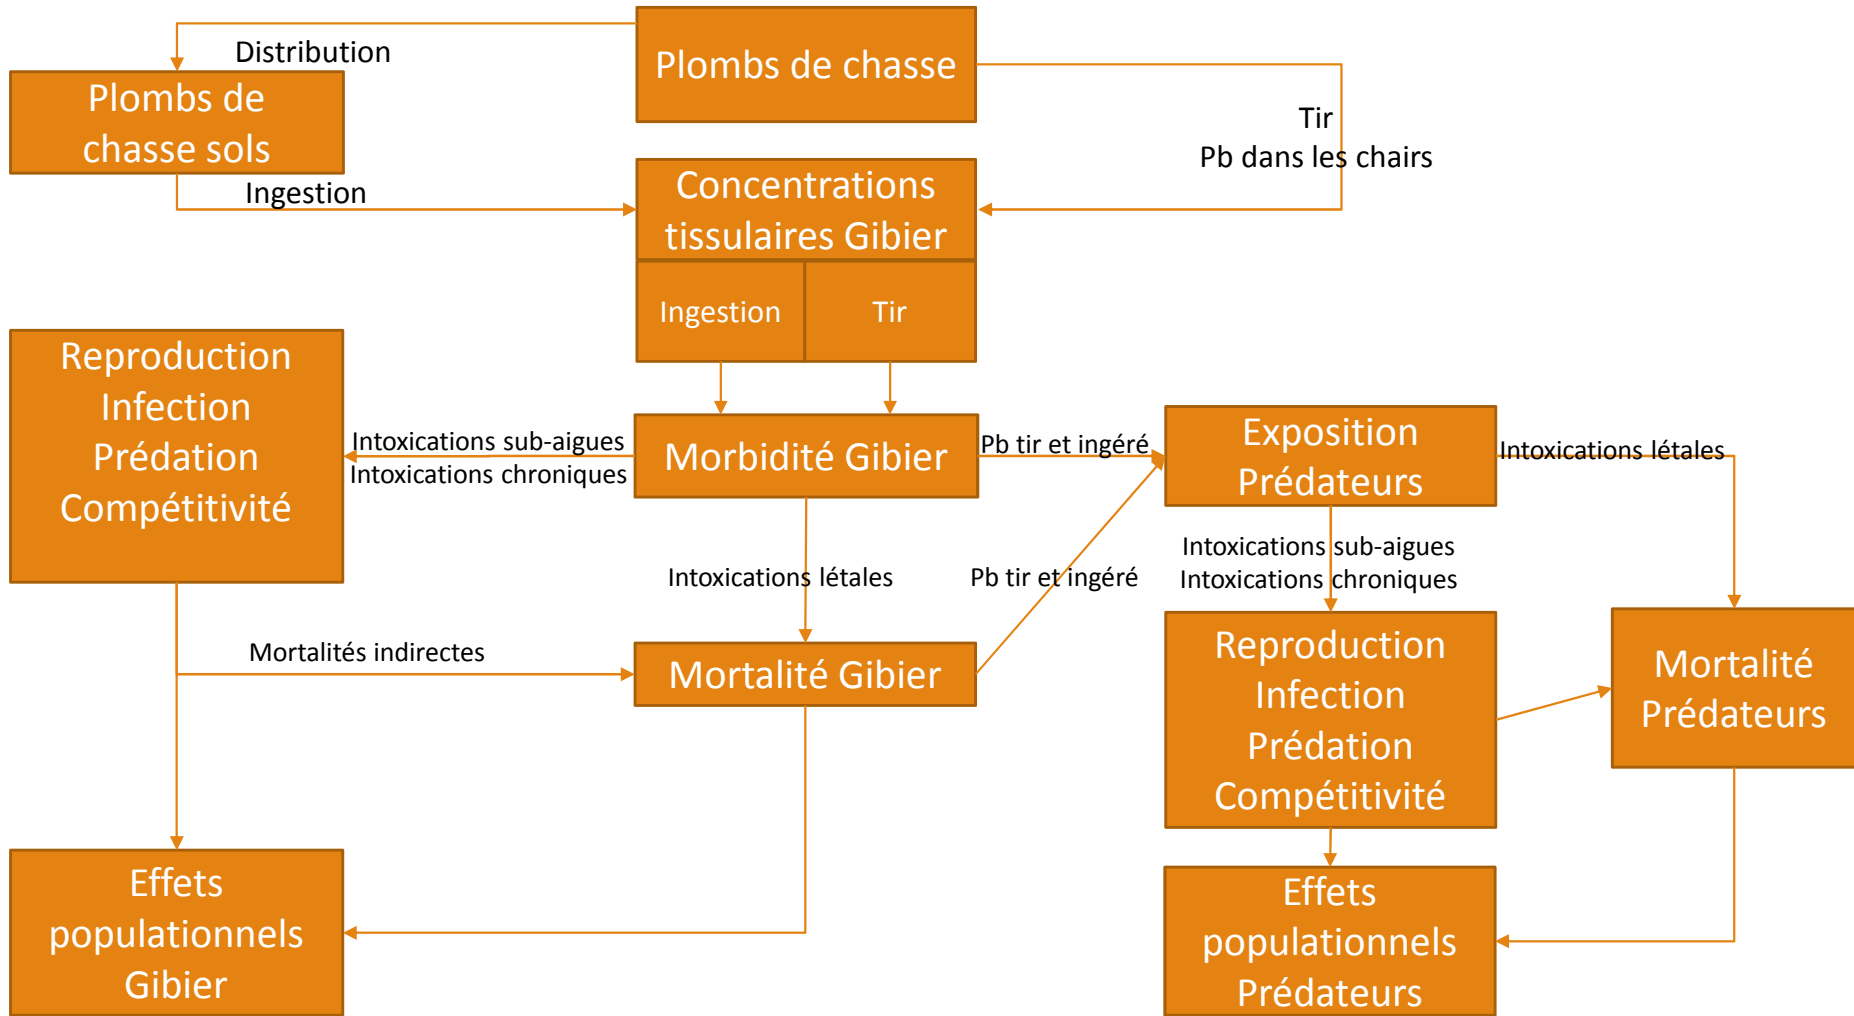 Distribution
Plombs de chasse
Plombs de
chasse sols
Tir
Pb dans les chairs
Ingestion
Concentrations
tissulaires Gibier
Ingestion
Tir
Reproduction
Infection
Prédation
Compétitivité
Intoxications sub-aigues
Intoxications chroniques
Morbidité Gibier
Pb tir et ingéré
Exposition
Prédateurs
Intoxications létales
Intoxications létales
Pb tir et ingéré
Intoxications sub-aigues
Intoxications chroniques
Mortalités indirectes
Mortalité Gibier
Reproduction
Infection
Prédation
Compétitivité
Mortalité
Prédateurs
Effets
populationnels
Gibier
Effets
populationnels
Prédateurs